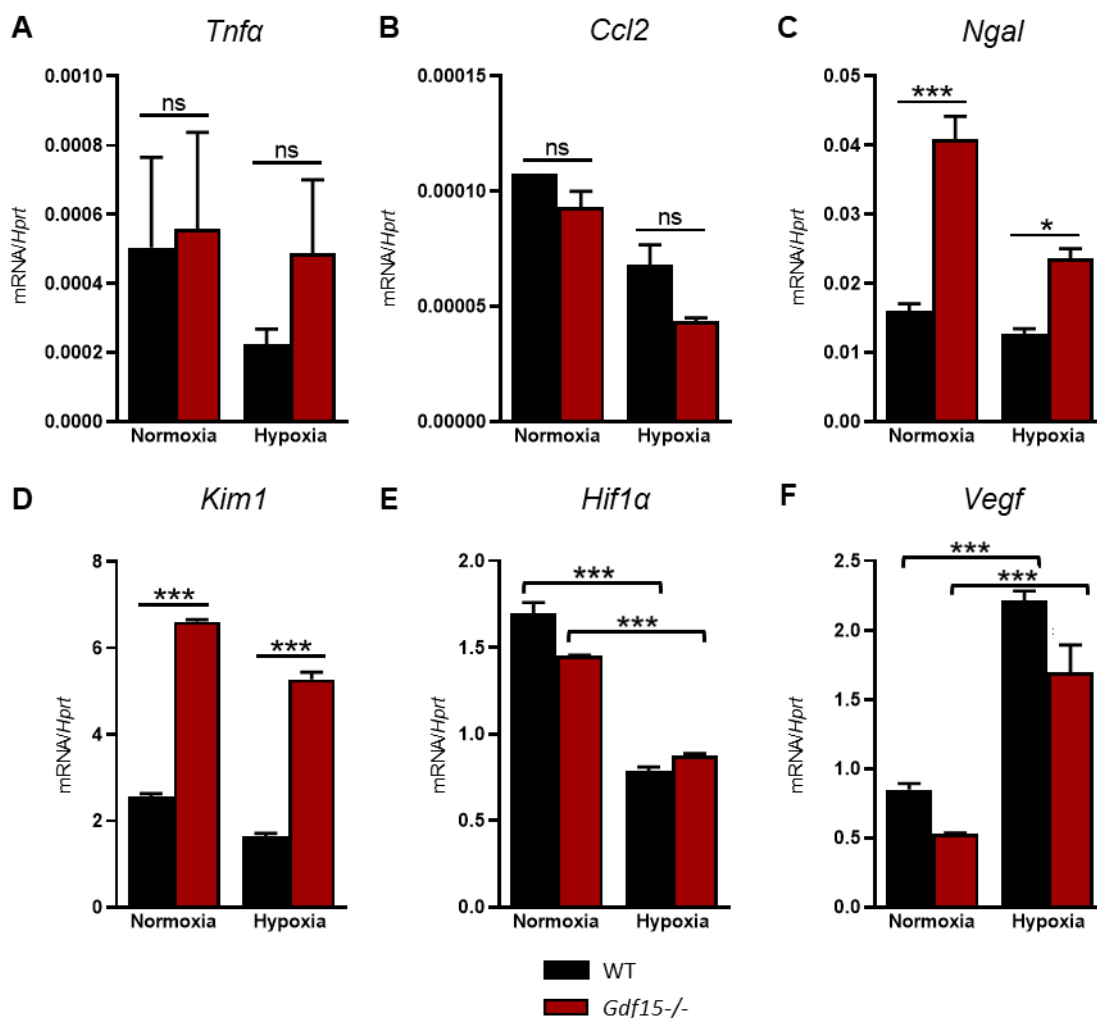 A
Tnfα
mRNA/Hprt
0.0010
0.0008
0.0006
0.0004
0.0002
0.0000
ns
ns
Normoxia
Hypoxia
B
Ccl2
mRNA/Hprt
0.00015
0.00010
0.00005
0.00000
ns
ns
Normoxia
Hypoxia
C
Ngal
mRNA/Hprt
0.05
0.04
0.03
0.02
0.01
0.00
***
*
Normoxia
Hypoxia
D
Kim1
mRNA/Hprt
8
6
4
2
0
***
***
Normoxia
Hypoxia
E
Hif1α
mRNA/Hprt
2.0
1.5
1.0
0.5
0.0
***
***
Normoxia
Hypoxia
F
Vegf
mRNA/Hprt
2.5
2.0
1.5
1.0
0.5
0.0
***
***
Normoxia
Hypoxia
WT
Gdf15-/-